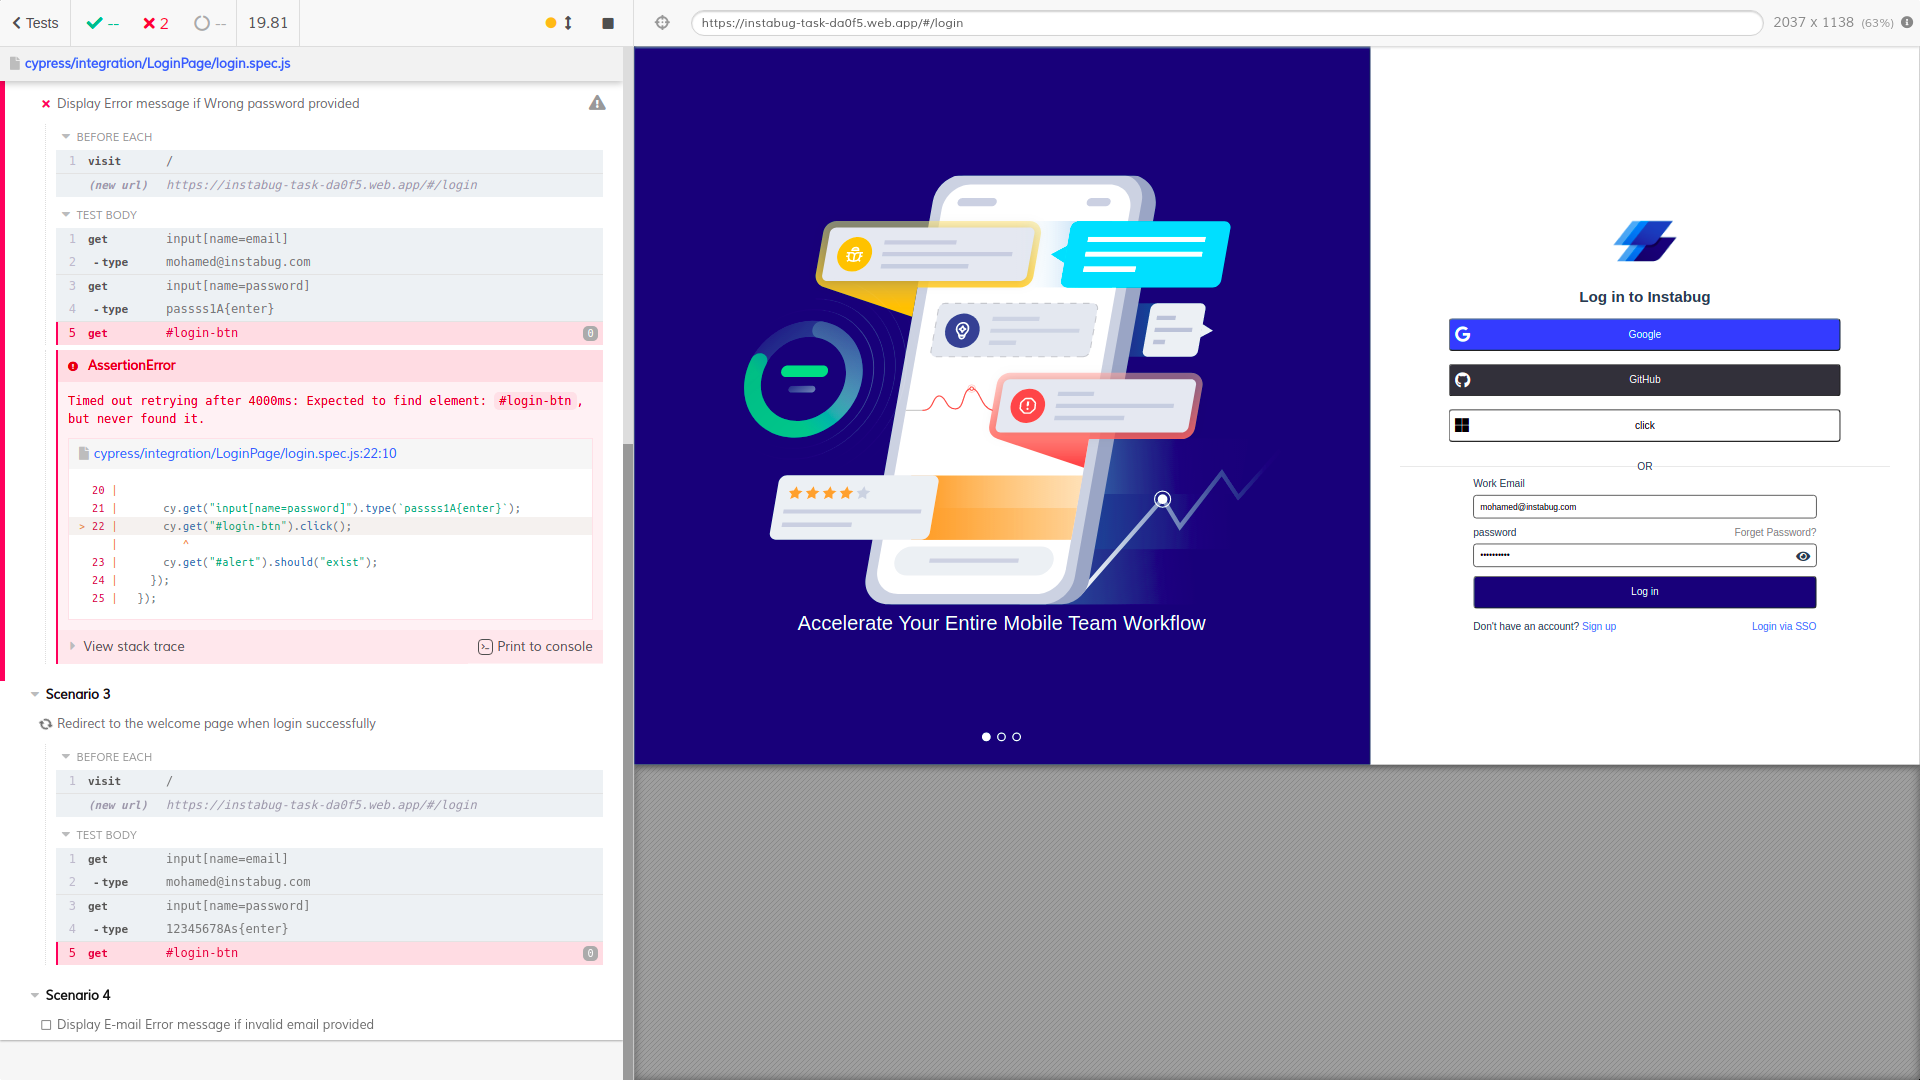 Tests
--
2
--
19.81
https://instabug-task-da0f5.web.app/#/login
2037 x 1138 (63%)
cypress/integration/LoginPage/login.spec.js
Display Error message if Wrong password provided
BEFORE EACH
1 visit /
(new url) https://instabug-task-da0f5.web.app/#/login
TEST BODY
1 get input[name=email]
2 -type mohamed@instabug.com
3 get input[name=password]
4 -type passss1A{enter}
5 get #login-btn 0
AssertionError
Timed out retrying after 4000ms: Expected to find element: #login-btn,
but never found it.
cypress/integration/LoginPage/login.spec.js:22:10
20 |
21 | cy.get("input[name=password]").type(`passss1A{enter}`);
> 22 | cy.get("#login-btn").click();
| ^
23 | cy.get("#alert").should("exist");
24 | });
25 | });
View stack trace
Print to console
Scenario 3
Redirect to the welcome page when login successfully
BEFORE EACH
1 visit /
(new url) https://instabug-task-da0f5.web.app/#/login
TEST BODY
1 get input[name=email]
2 -type mohamed@instabug.com
3 get input[name=password]
4 -type 12345678As{enter}
5 get #login-btn 0
Scenario 4
Display E-mail Error message if invalid email provided
Accelerate Your Entire Mobile Team Workflow
Log in to Instabug
Google
GitHub
click
OR
Work Email
mohamed@instabug.com
password Forget Password?
••••••••••
Log in
Don't have an account? Sign up Login via SSO